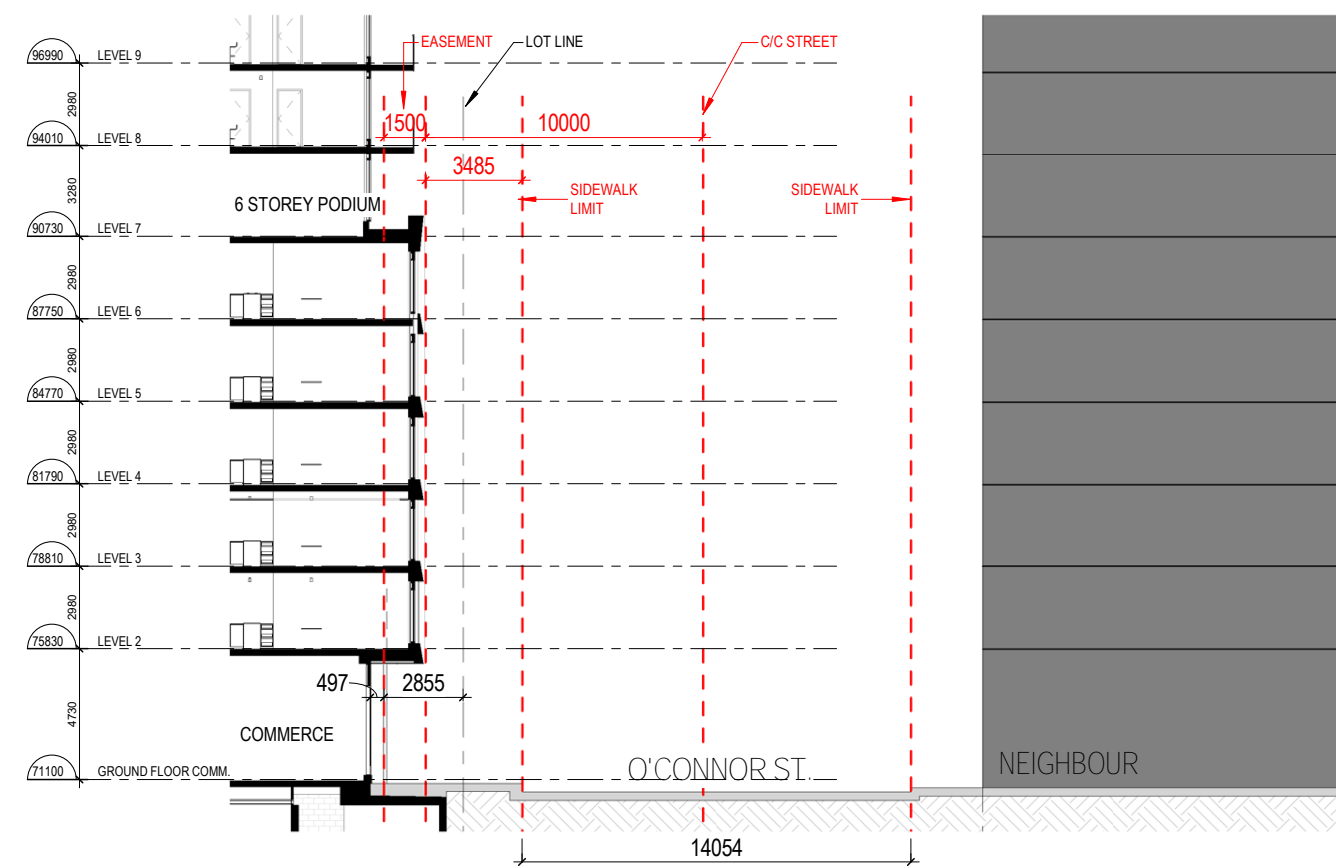 EASEMENT
LOT LINE
C/C STREET
96990 LEVEL 9
2980
1500 10000
94010 LEVEL 8
3485
3280
SIDEWALK
LIMIT
SIDEWALK
LIMIT
6 STOREY PODIUM
90730 LEVEL 7
2980
87750 LEVEL 6
2980
84770 LEVEL 5
2980
81790 LEVEL 4
2980
78810 LEVEL 3
2980
75830 LEVEL 2
497 2855
4730
COMMERCE
71100 GROUND FLOOR COMM.
O'CONNOR ST.
NEIGHBOUR
14054